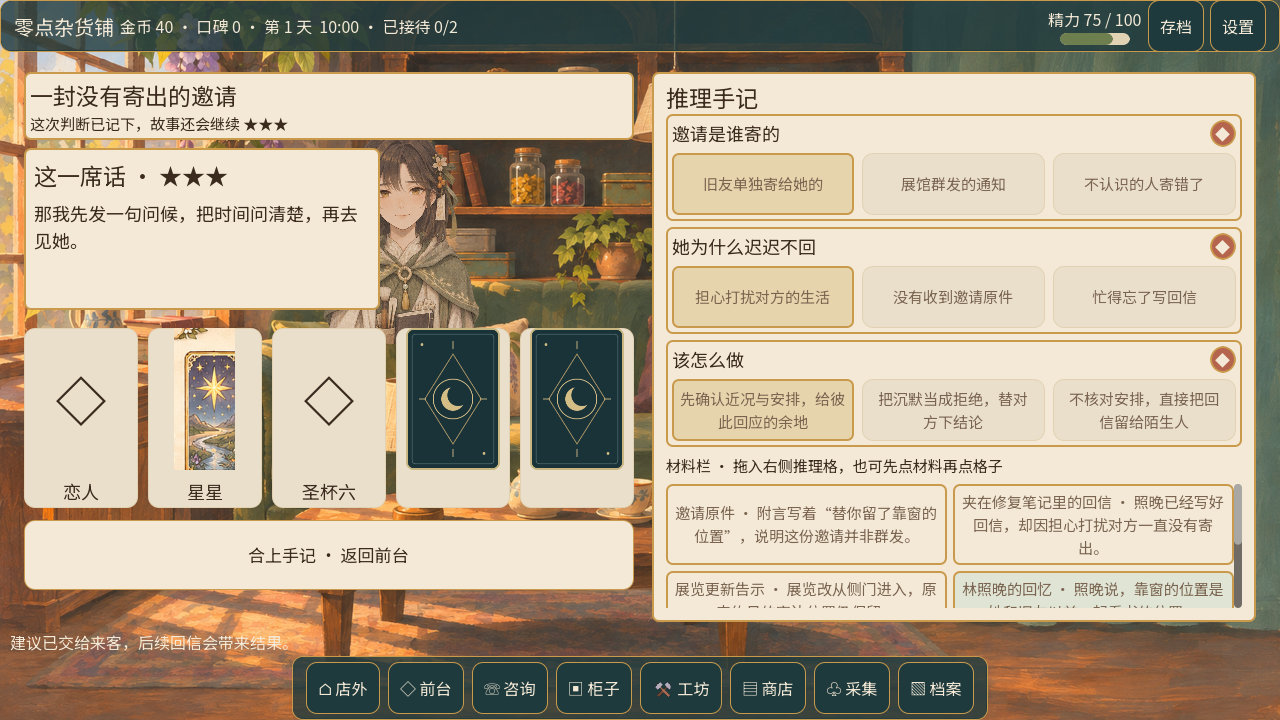 零点杂货铺 金币 40 · 口碑 0 · 第 1 天 10:00 · 已接待 0/2
精力 75 / 100
存档
设置
一封没有寄出的邀请
这次判断已记下，故事还会继续 ★★★
这一席话 · ★★★
那我先发一句问候，把时间问清楚，再去
见她。
恋人
星星
圣杯六
合上手记 · 返回前台
建议已交给来客，后续回信会带来结果。
推理手记
邀请是谁寄的
旧友单独寄给她的
展馆群发的通知
不认识的人寄错了
她为什么迟迟不回
担心打扰对方的生活
没有收到邀请原件
忙得忘了写回信
该怎么做
先确认近况与安排，给彼
此回应的余地
把沉默当成拒绝，替对
方下结论
不核对安排，直接把回
信留给陌生人
材料栏 · 拖入右侧推理格，也可先点材料再点格子
邀请原件 · 附言写着“替你留了靠窗的
位置”，说明这份邀请并非群发。
夹在修复笔记里的回信 · 照晚已经写好
回信，却因担心打扰对方一直没有寄
出。
展览更新告示 · 展览改从侧门进入，原
林照晚的回忆 · 照晚说，靠窗的位置是
店外
前台
咨询
柜子
工坊
商店
采集
档案